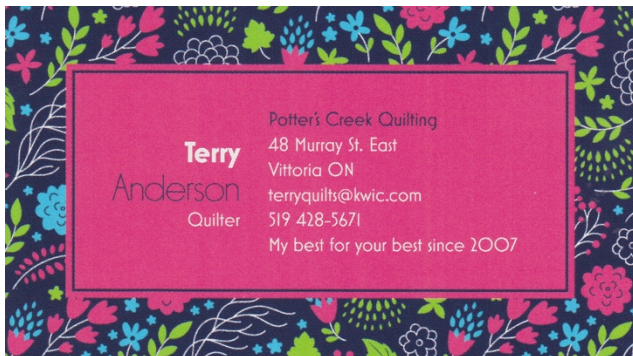 Terry
Anderson
Quilter
Potter's Creek Quilting
48 Murray St. East
Vittoria ON
terryquilts@kwic.com
519 428-5671
My best for your best since 2007